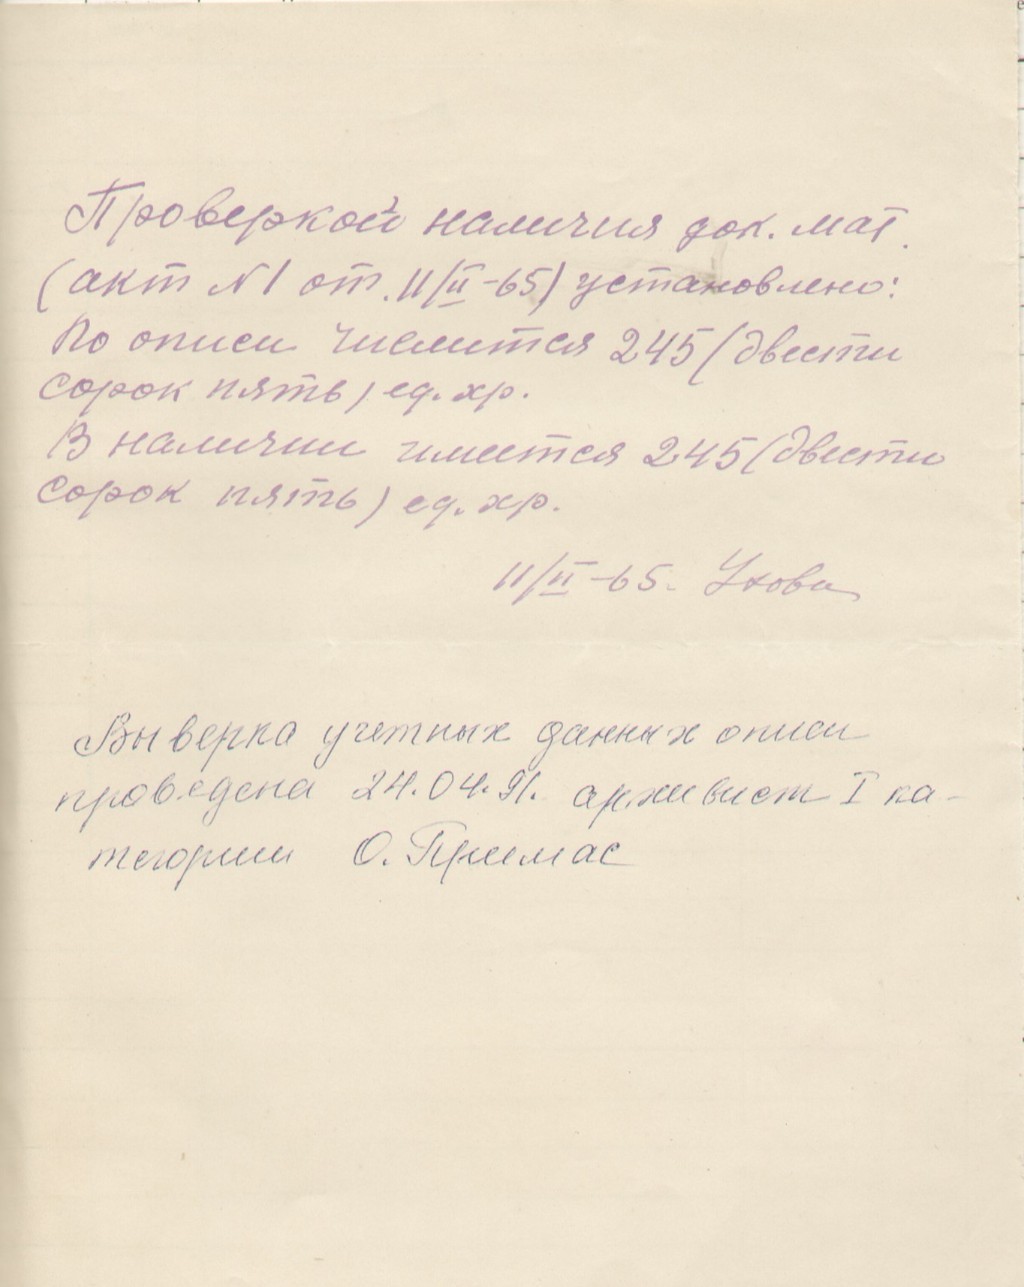 Проверкой наличия док. мат.
(акт №1 от 11/II-65) установлено:
По описи числится 245 (двести
сорок пять) ед. хр.
В наличии имеется 245 (двести
сорок пять) ед. хр.
11/II-65. Ухова
Выверка учетных данных описи
проведена 24.04.91. архивист I ка-
тегории О. Примас